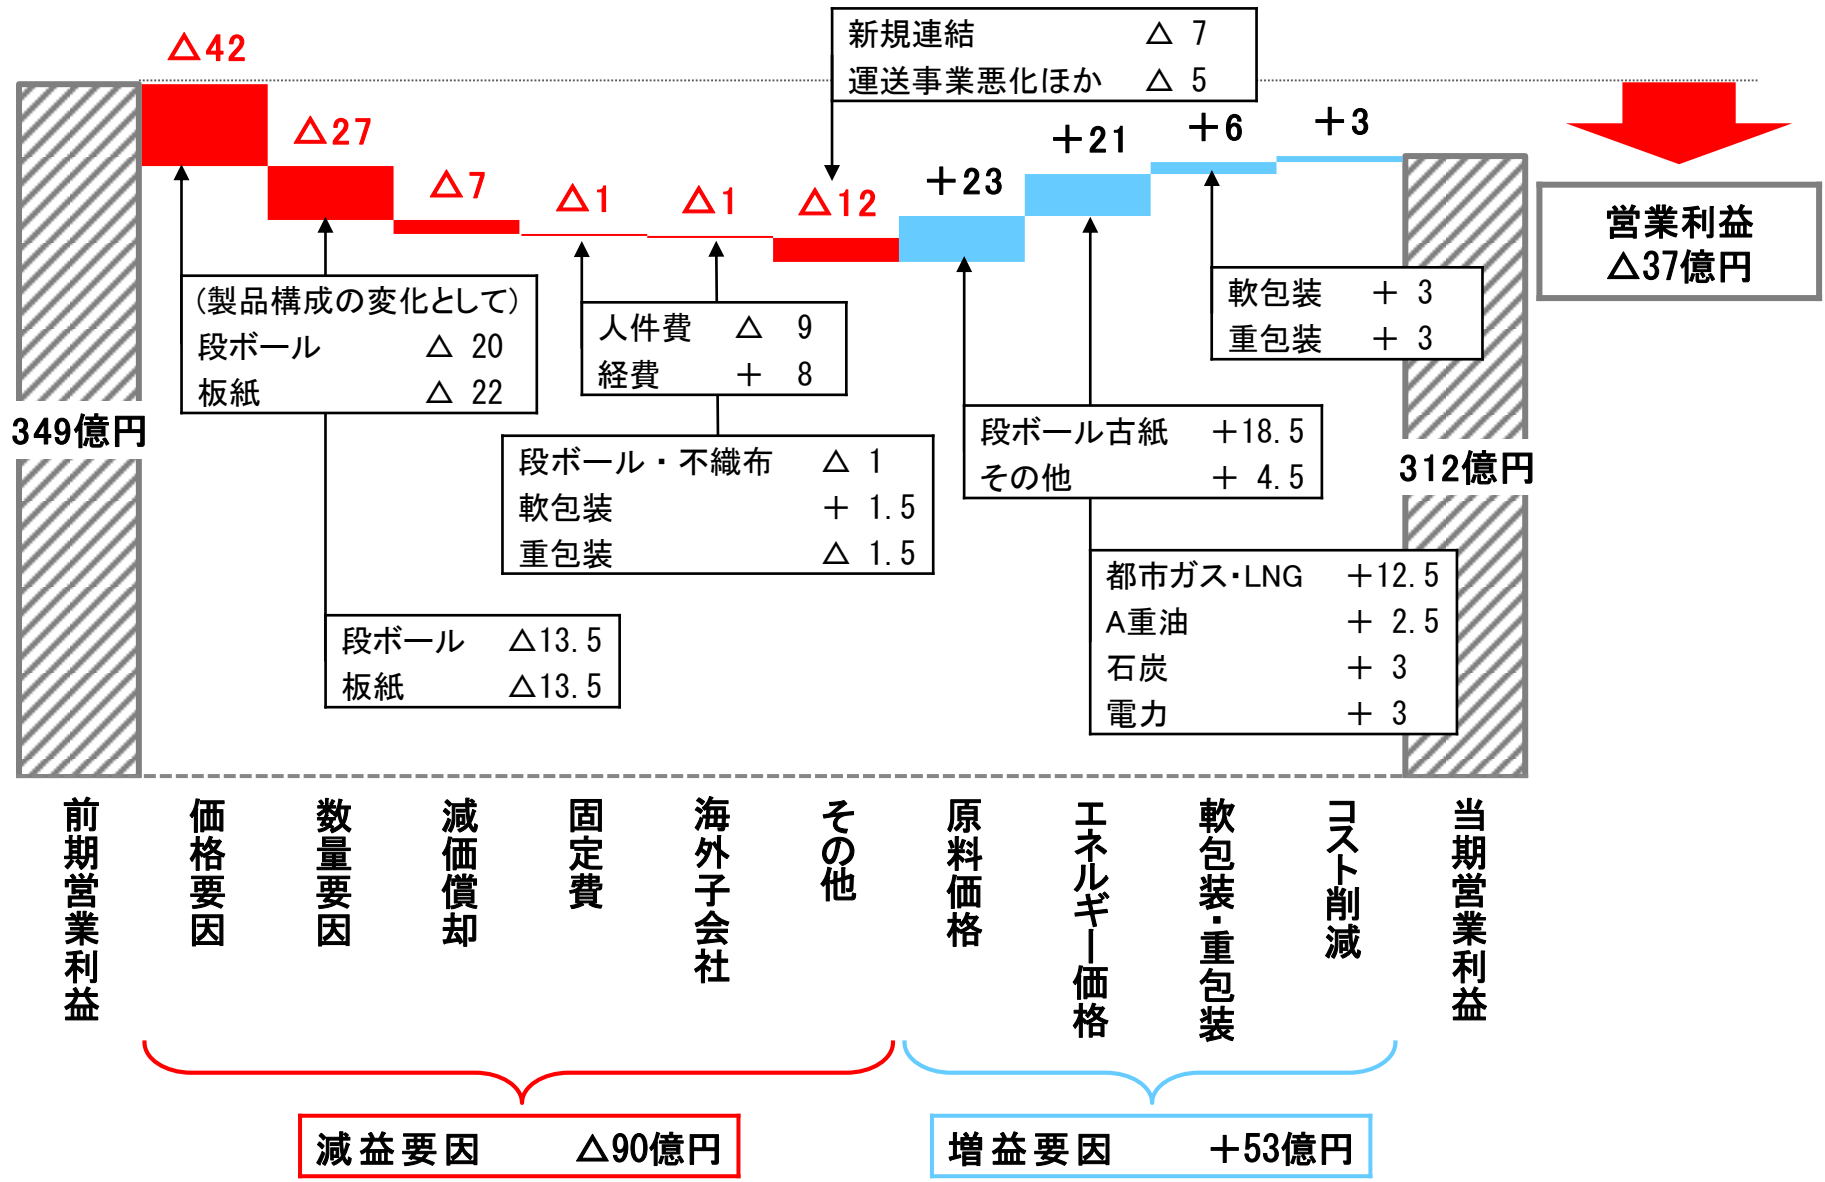 △42
△27
△7
△1
△1
△12
＋23
＋21
＋6
＋3
新規連結 △ 7
運送事業悪化ほか △ 5
営業利益
△37億円
(製品構成の変化として)
段ボール △ 20
板紙 △ 22
人件費 △ 9
経費 ＋ 8
軟包装 ＋ 3
重包装 ＋ 3
349億円
段ボール・不織布 △ 1
軟包装 ＋ 1.5
重包装 △ 1.5
段ボール古紙 ＋18.5
その他 ＋ 4.5
312億円
段ボール △13.5
板紙 △13.5
都市ガス・LNG ＋12.5
A重油 ＋ 2.5
石炭 ＋ 3
電力 ＋ 3
前期営業利益
価格要因
数量要因
減価償却
固定費
海外子会社
その他
原料価格
エネルギー価格
軟包装・重包装
コスト削減
当期営業利益
減益要因 △90億円
増益要因 ＋53億円